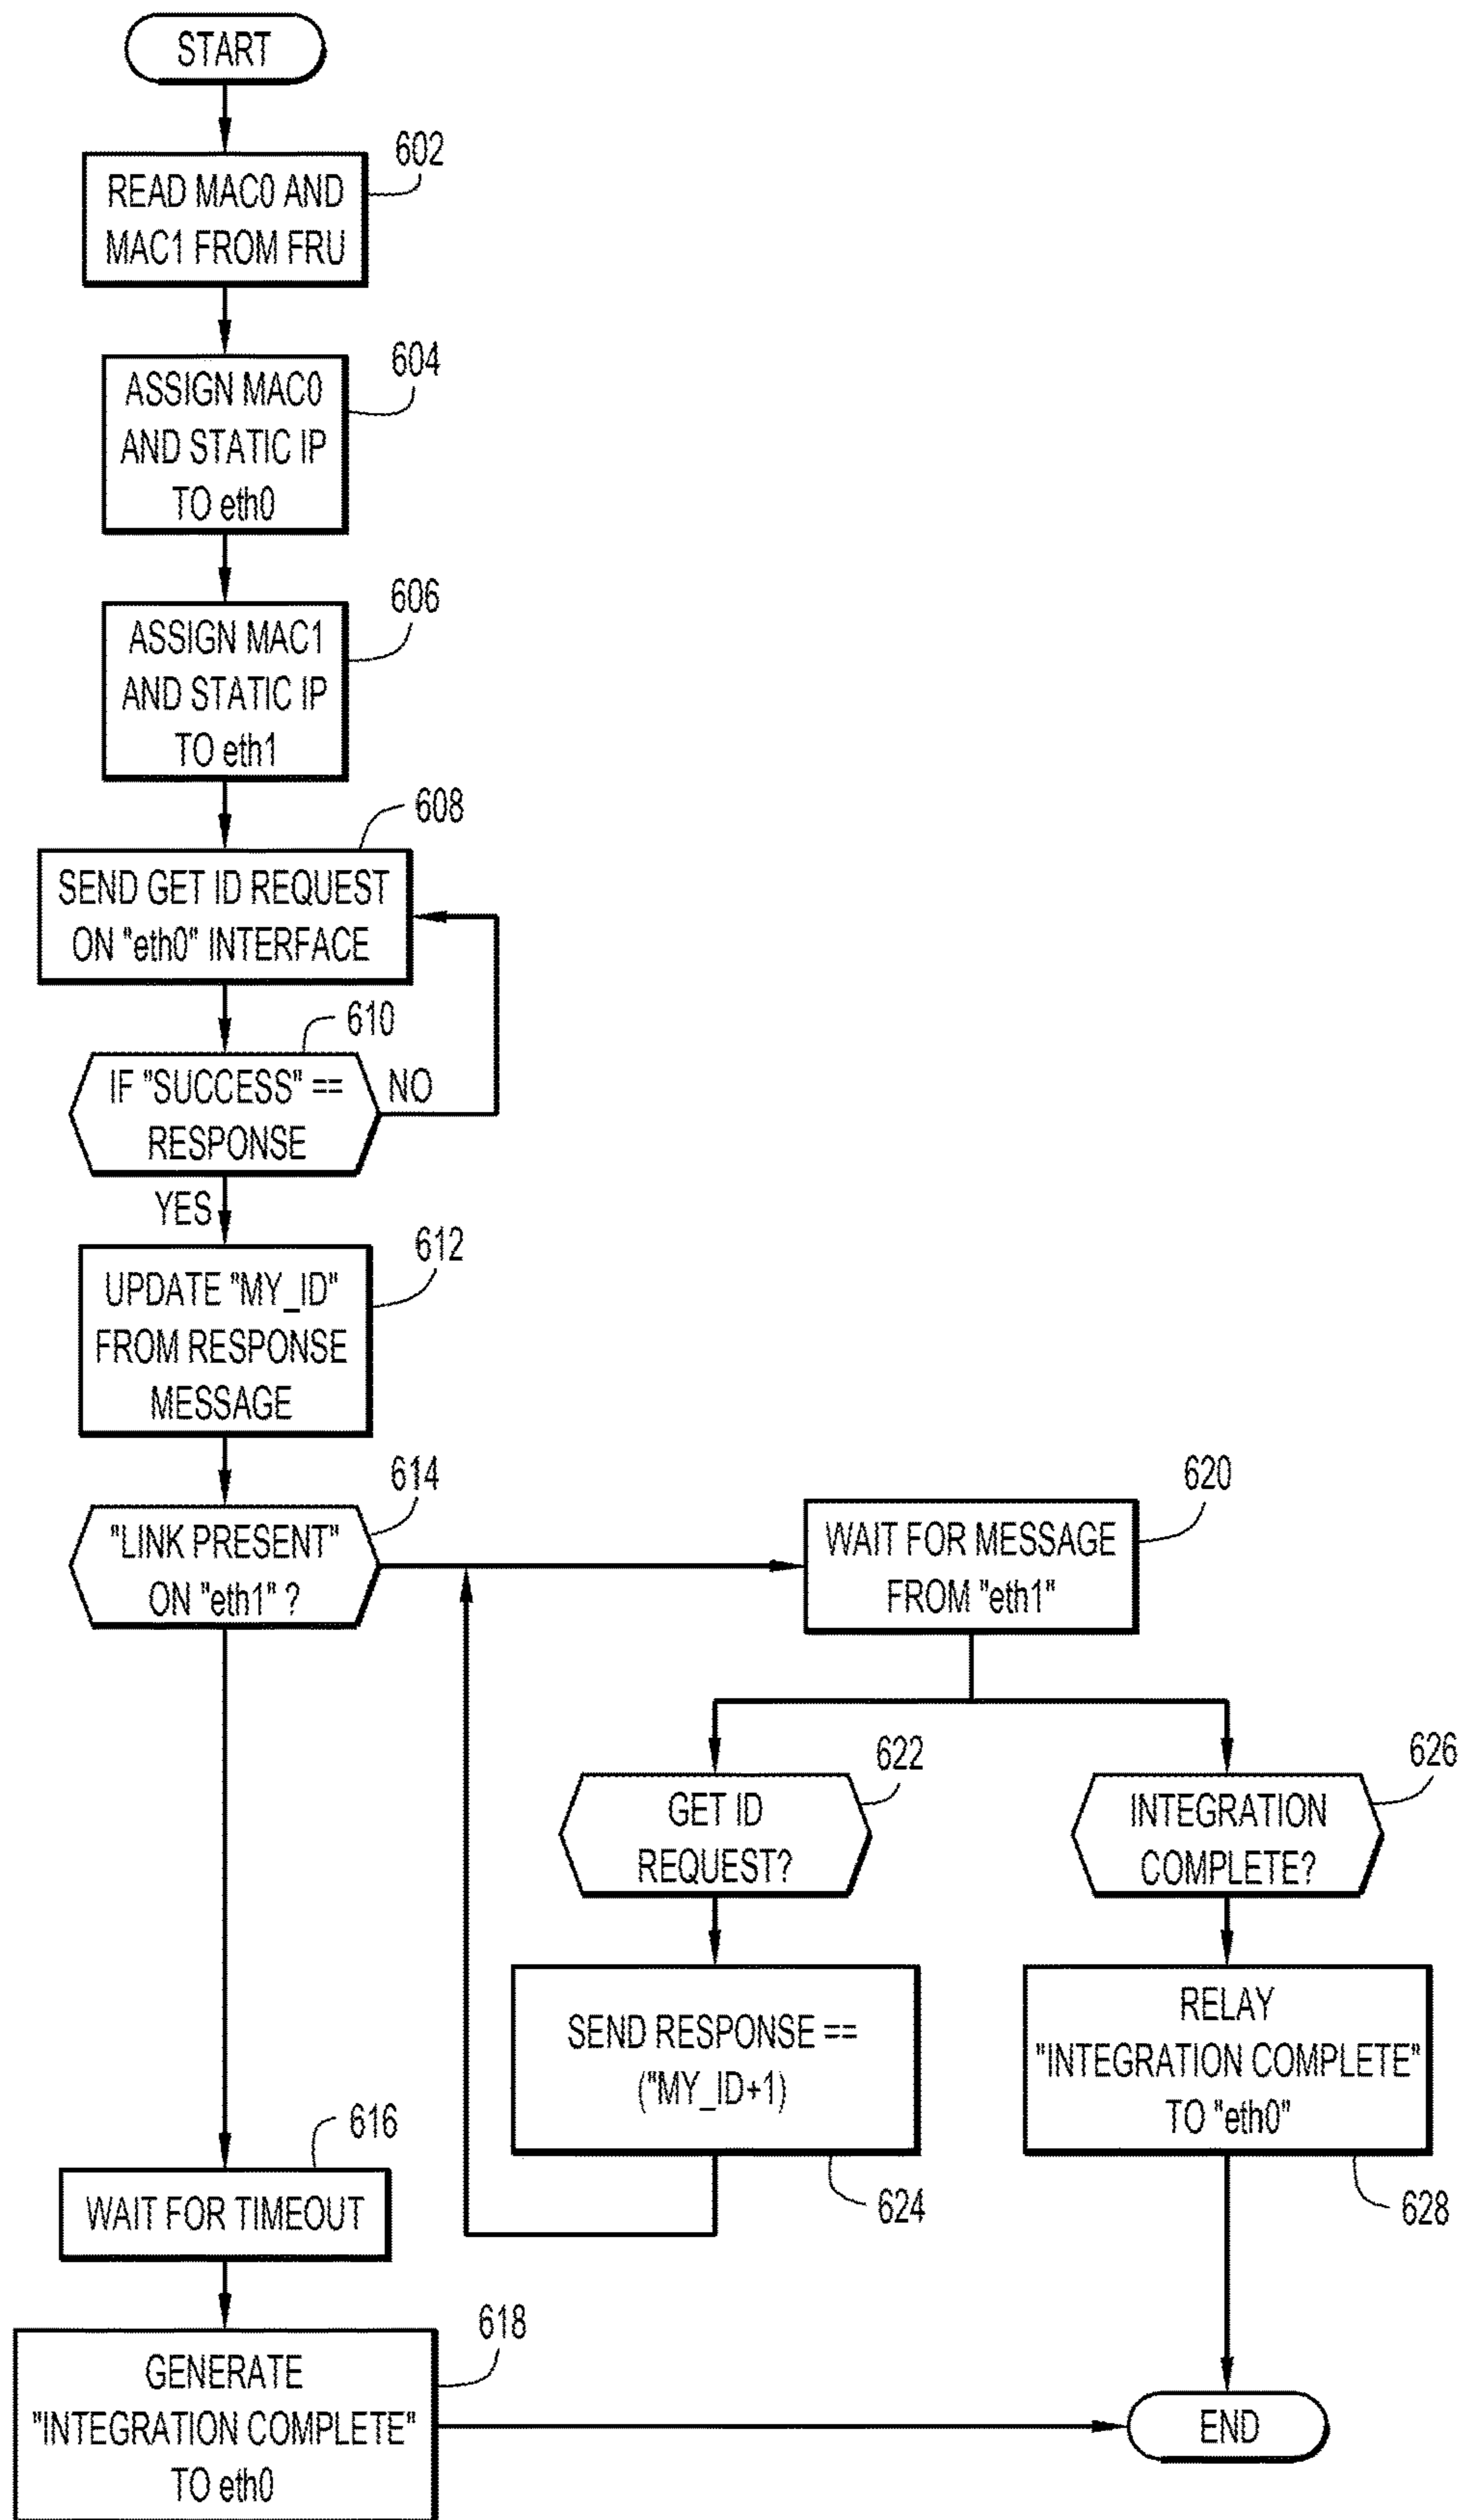 START
602
READ MAC0 AND
MAC1 FROM FRU
604
ASSIGN MAC0
AND STATIC IP
TO eth0
606
ASSIGN MAC1
AND STATIC IP
TO eth1
608
SEND GET ID REQUEST
ON "eth0" INTERFACE
610
IF "SUCCESS" ==
RESPONSE
NO
YES
612
UPDATE "MY_ID"
FROM RESPONSE
MESSAGE
614
"LINK PRESENT"
ON "eth1" ?
620
WAIT FOR MESSAGE
FROM "eth1"
622
GET ID
REQUEST?
626
INTEGRATION
COMPLETE?
SEND RESPONSE ==
("MY_ID+1)
624
RELAY
"INTEGRATION COMPLETE"
TO "eth0"
628
616
WAIT FOR TIMEOUT
618
GENERATE
"INTEGRATION COMPLETE"
TO eth0
END